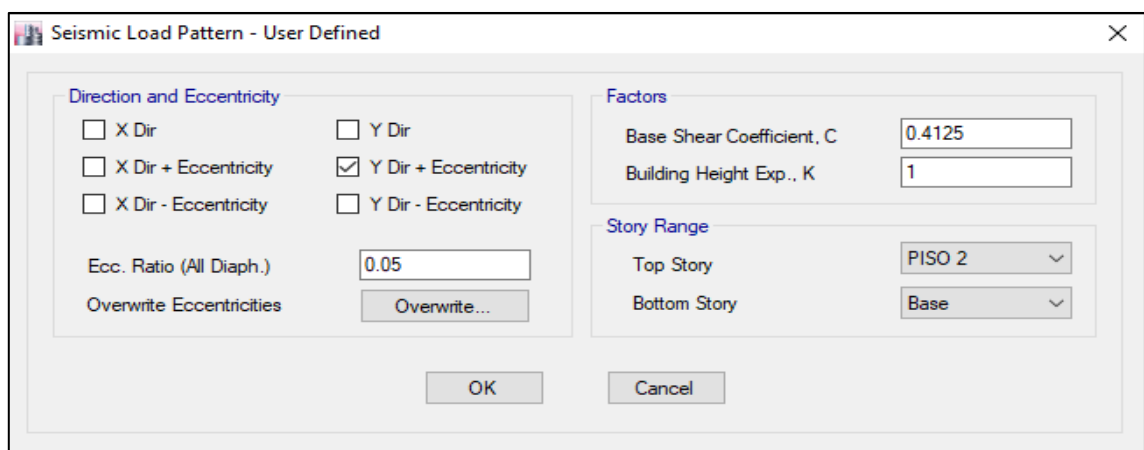 Seismic Load Pattern - User Defined
Direction and Eccentricity
X Dir
Y Dir
X Dir + Eccentricity
Y Dir + Eccentricity
X Dir - Eccentricity
Y Dir - Eccentricity
Ecc. Ratio (All Diaph.)
0.05
Overwrite Eccentricities
Overwrite...
Factors
Base Shear Coefficient, C
0.4125
Building Height Exp., K
1
Story Range
Top Story
PISO 2
Bottom Story
Base
OK
Cancel